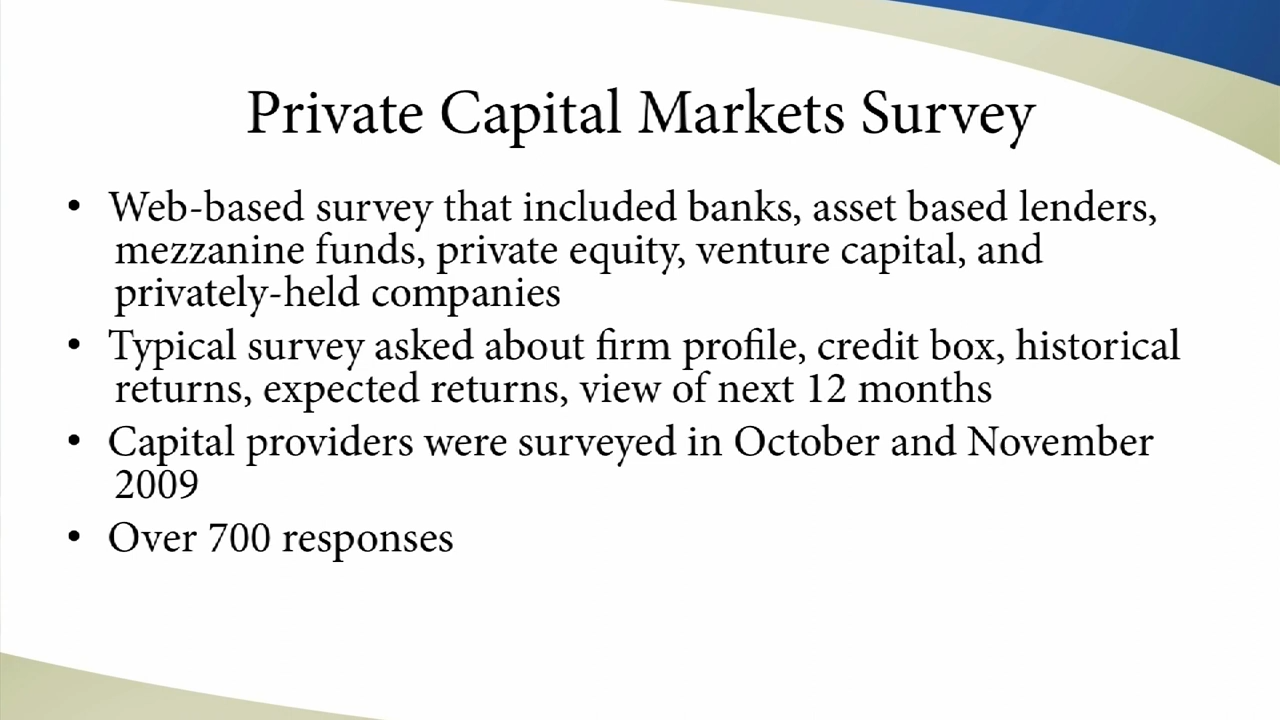 Private Capital Markets Survey
• Web-based survey that included banks, asset based lenders,
mezzanine funds, private equity, venture capital, and
privately-held companies
• Typical survey asked about firm profile, credit box, historical
returns, expected returns, view of next 12 months
• Capital providers were surveyed in October and November
2009
• Over 700 responses